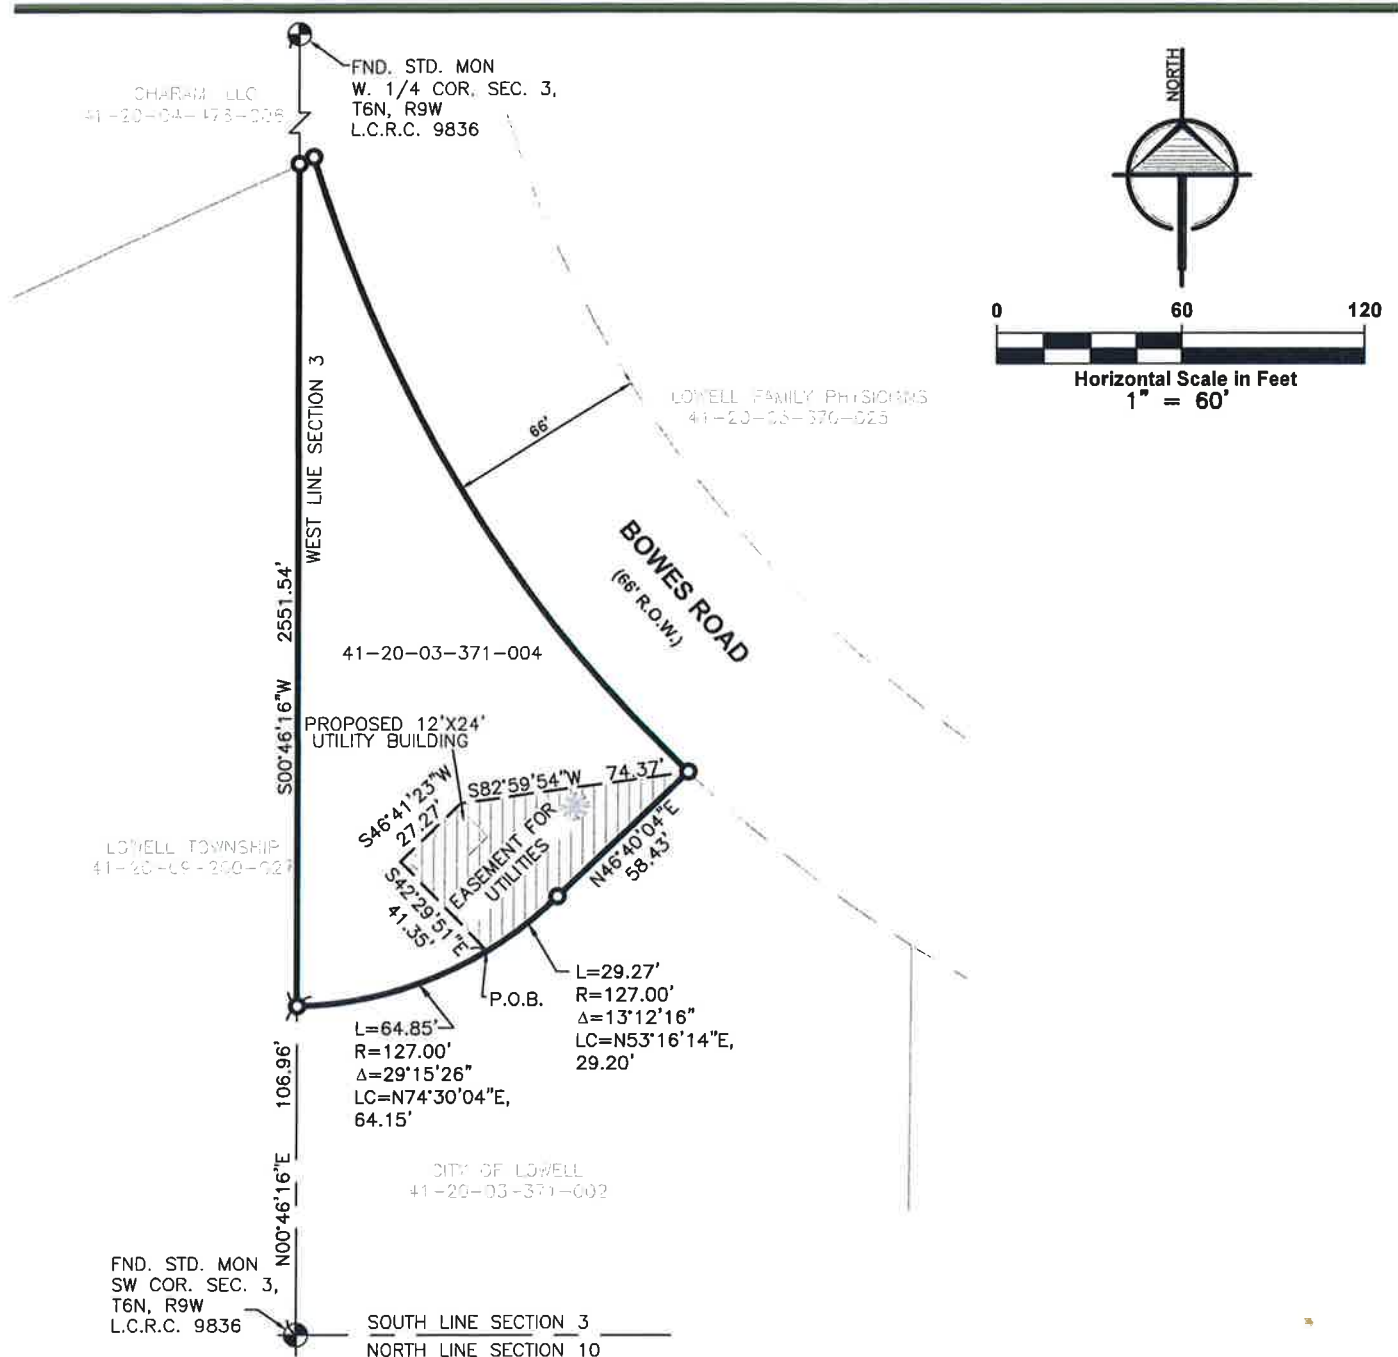 FND. STD. MON
W. 1/4 COR. SEC. 3,
T6N, R9W
L.C.R.C. 9836
CHARAM LLC
NORTH
0 60 120
Horizontal Scale in Feet
1" = 60'
WEST LINE SECTION 3
66'
LOWELL FAMILY PHYSICIANS
BOWES ROAD
(66' R.O.W.)
S00°46'16"W 2551.54'
41-20-03-371-004
PROPOSED 12'X24'
UTILITY BUILDING
S82°59'54"W 74.37'
S46°41'23"W
27.27'
EASEMENT FOR
UTILITIES
N46°40'04"E
58.43'
S42°29'51"E
41.35'
LOWELL TOWNSHIP
P.O.B.
L=29.27'
R=127.00'
Δ=13°12'16"
LC=N53°16'14"E,
29.20'
L=64.85'
R=127.00'
Δ=29°15'26"
LC=N74°30'04"E,
64.15'
N00°46'16"E 106.96'
CITY OF LOWELL
41-20-03-371-002
FND. STD. MON
SW COR. SEC. 3,
T6N, R9W
L.C.R.C. 9836
SOUTH LINE SECTION 3
NORTH LINE SECTION 10